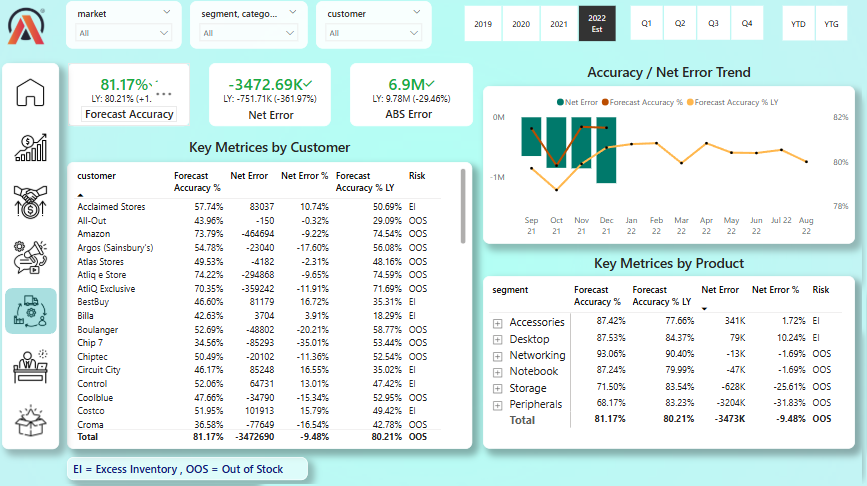 market
All
segment, catego...
All
customer
All
2019
2020
2021
2022
Est
Q1
Q2
Q3
Q4
YTD
YTG
81.17%
LY: 80.21% (+1.
...
Forecast Accuracy
-3472.69K
LY: -751.71K (-361.97%)
Net Error
6.9M
LY: 9.78M (-29.46%)
ABS Error
Key Metrices by Customer
customer Forecast Accuracy % Net Error Net Error % Forecast Accuracy % LY Risk
Acclaimed Stores 57.74% 83037 10.74% 50.69% EI
All-Out 43.96% -150 -0.32% 29.09% OOS
Amazon 73.79% -464694 -9.22% 74.54% OOS
Argos (Sainsbury's) 54.78% -23040 -17.60% 56.08% OOS
Atlas Stores 49.53% -4182 -2.31% 48.16% OOS
Atliq e Store 74.22% -294868 -9.65% 74.59% OOS
AtliQ Exclusive 70.35% -359242 -11.91% 71.69% OOS
BestBuy 46.60% 81179 16.72% 35.31% EI
Billa 42.63% 3704 3.91% 18.29% EI
Boulanger 52.69% -48802 -20.21% 58.77% OOS
Chip 7 34.56% -85293 -35.01% 53.44% OOS
Chiptec 50.49% -20102 -11.36% 52.54% OOS
Circuit City 46.17% 85248 16.55% 35.02% EI
Control 52.06% 64731 13.01% 47.42% EI
Coolblue 47.66% -34790 -15.34% 52.95% OOS
Costco 51.95% 101913 15.79% 49.42% EI
Croma 36.58% -77649 -16.54% 42.78% OOS
Total 81.17% -3472690 -9.48% 80.21% OOS
EI = Excess Inventory , OOS = Out of Stock
Accuracy / Net Error Trend
Net Error Forecast Accuracy % Forecast Accuracy % LY
0M
-1M
82%
80%
78%
Sep 21
Oct 21
Nov 21
Dec 21
Jan 22
Feb 22
Mar 22
Apr 22
May 22
Jun 22
Jul 22
Aug 22
Key Metrices by Product
segment Forecast Accuracy % Forecast Accuracy % LY Net Error Net Error % Risk
Accessories 87.42% 77.66% 341K 1.72% EI
Desktop 87.53% 84.37% 79K 10.24% EI
Networking 93.06% 90.40% -13K -1.69% OOS
Notebook 87.24% 79.99% -47K -1.69% OOS
Storage 71.50% 83.54% -628K -25.61% OOS
Peripherals 68.17% 83.23% -3204K -31.83% OOS
Total 81.17% 80.21% -3473K -9.48% OOS